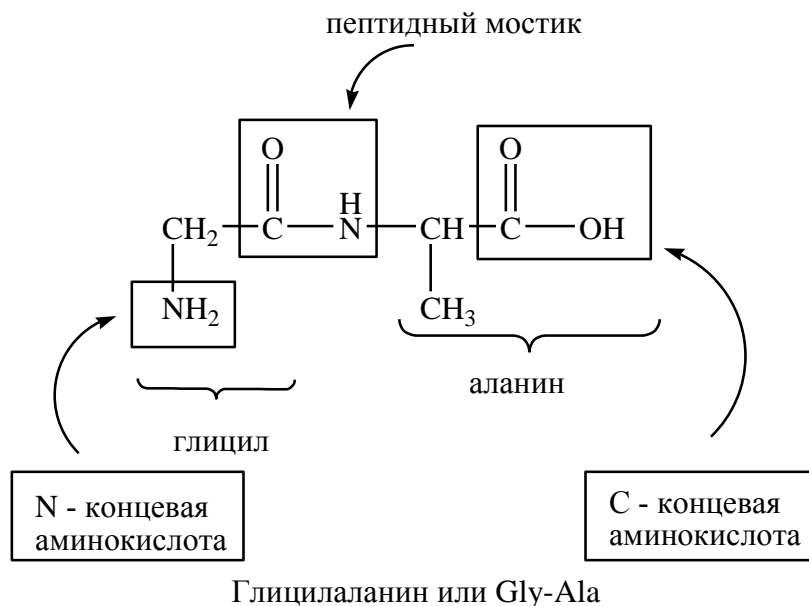 пептидный мостик
O
O
H
CH2
C
N
CH
C
OH
NH2
CH3
аланин
глицил
N - концевая
аминокислота
C - концевая
аминокислота
Глицилаланин или Gly-Ala